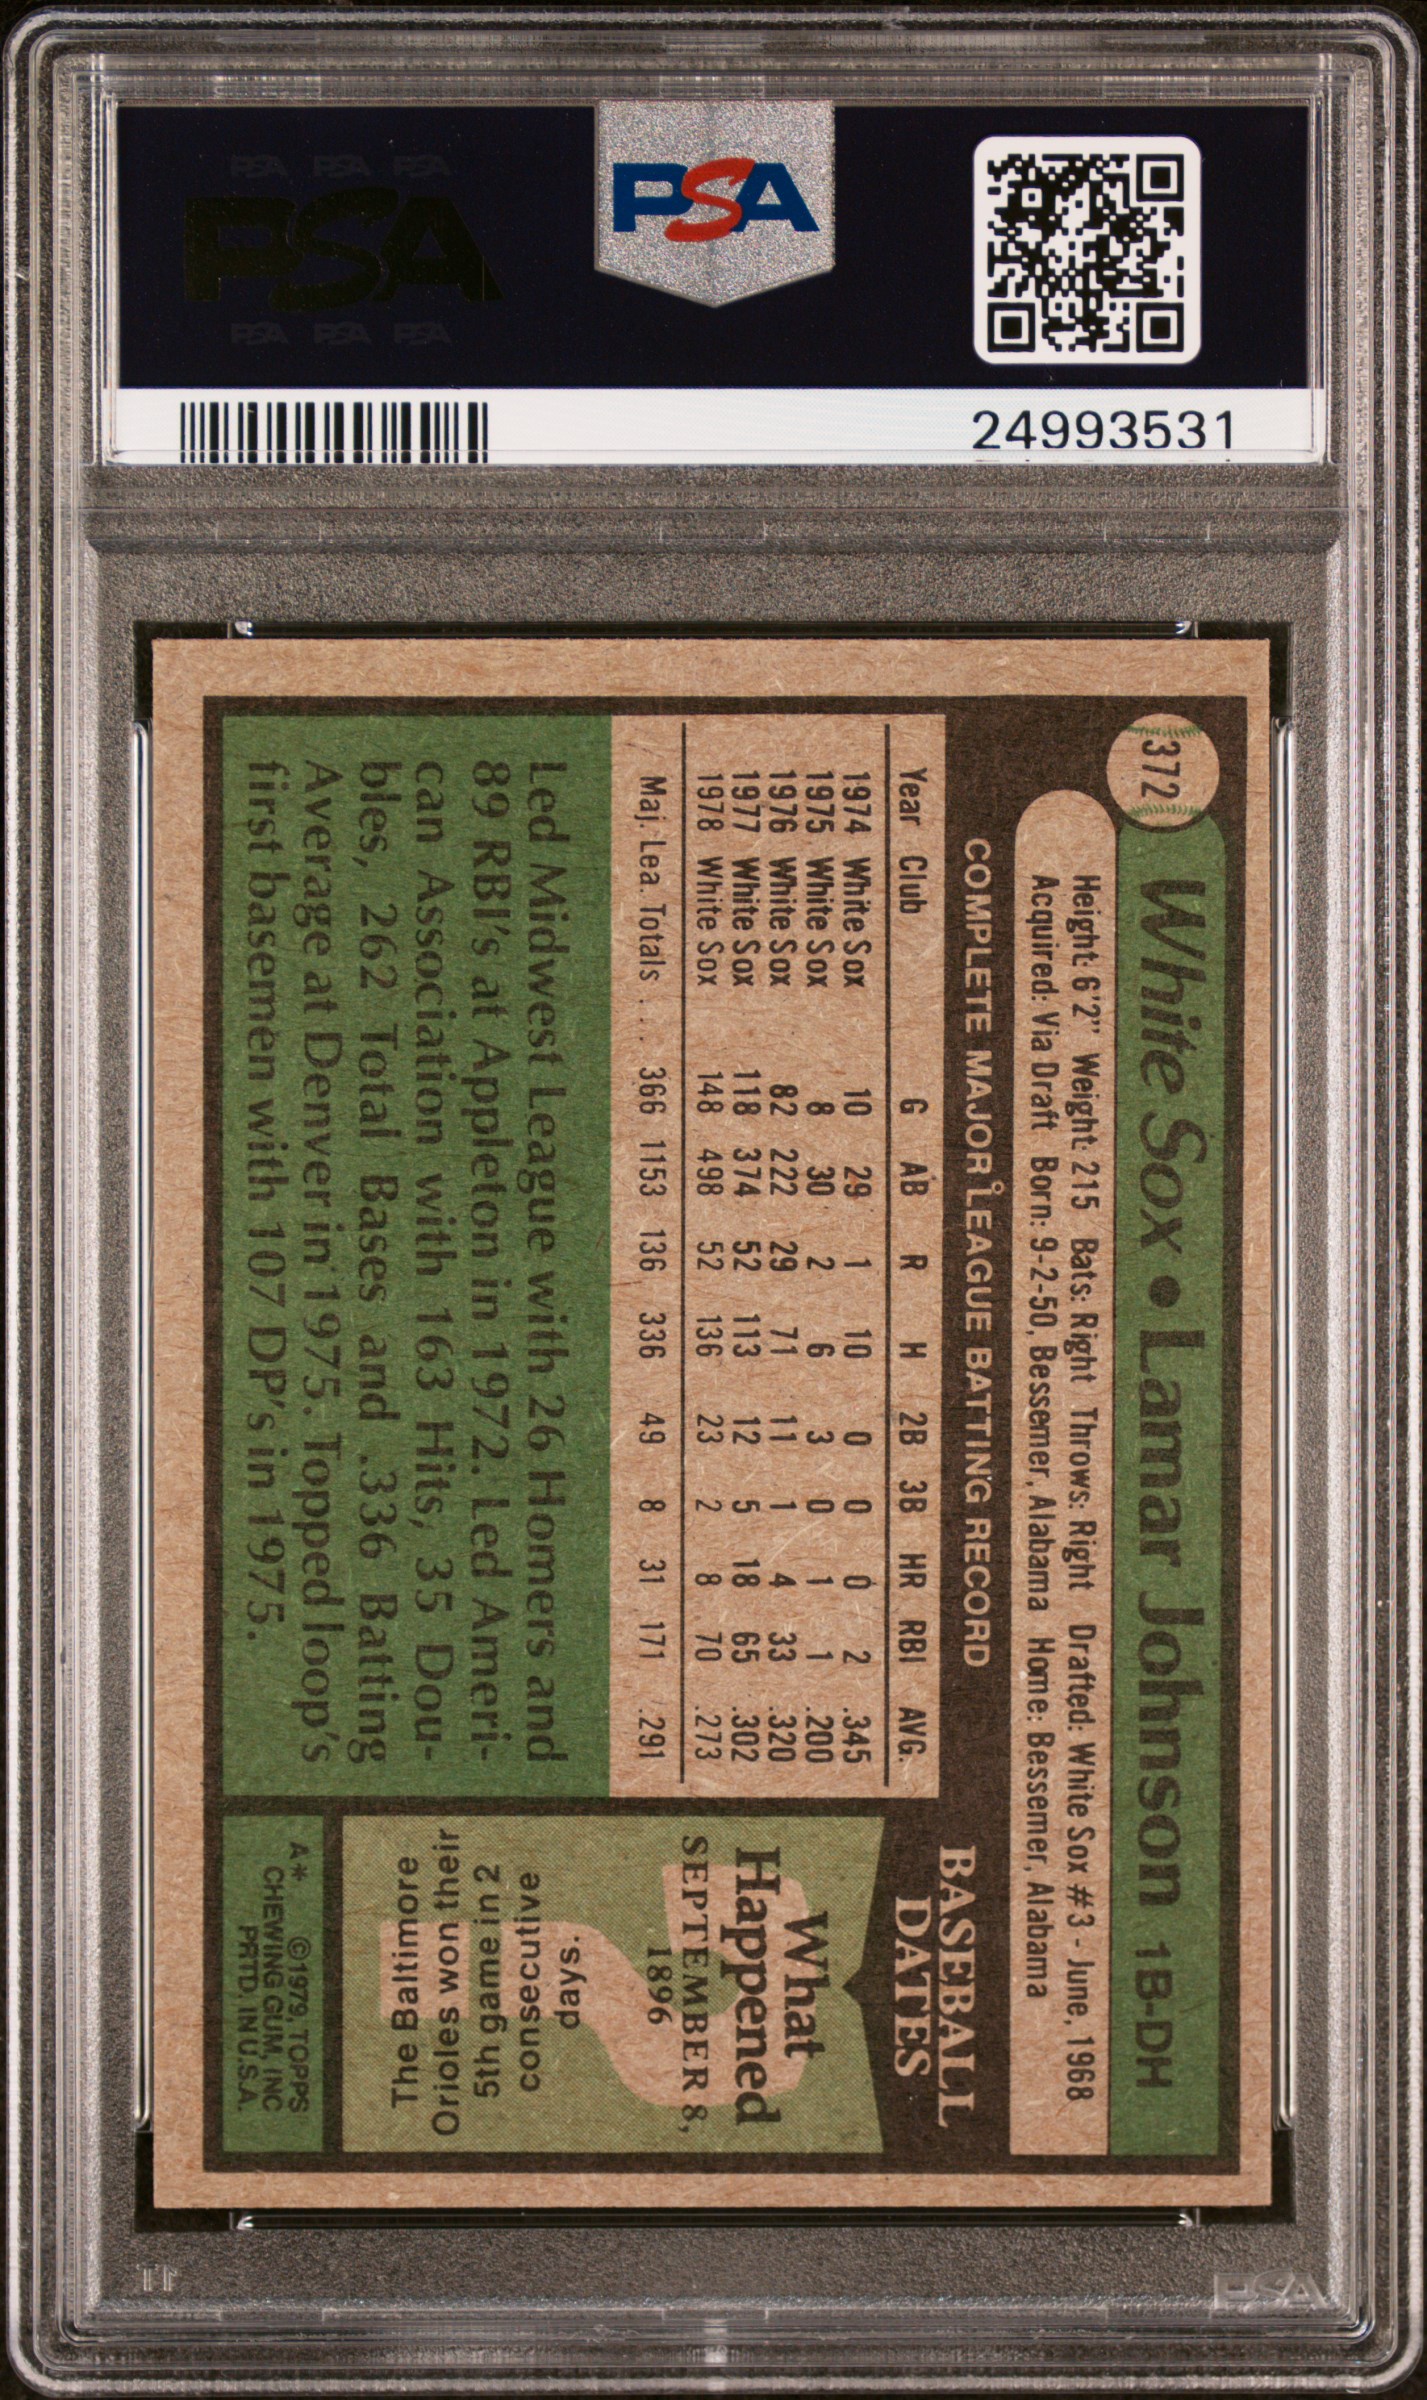 PSA PSA PSA
PSA
PSA PSA PSA
PSA
24993531
372
White Sox • Lamar Johnson 1B-DH
Height: 6'2" Weight: 215 Bats: Right Throws: Right Drafted: White Sox #3 - June, 1968
Acquired: Via Draft Born: 9-2-50, Bessemer, Alabama Home: Bessemer, Alabama
COMPLETE MAJOR LEAGUE BATTING RECORD
Year Club G AB R H 2B 3B HR RBI AVG.
1974 White Sox 10 29 1 10 0 0 0 2 .345
1975 White Sox 8 30 2 6 3 0 1 1 .200
1976 White Sox 82 222 29 71 11 1 4 33 .320
1977 White Sox 118 374 52 113 12 5 18 65 .302
1978 White Sox 148 498 52 136 23 2 8 70 .273
Maj. Lea. Totals . . . 366 1153 136 336 49 8 31 171 .291
Led Midwest League with 26 Homers and
89 RBI's at Appleton in 1972. Led Ameri-
can Association with 163 Hits, 35 Dou-
bles, 262 Total Bases and .336 Batting
Average at Denver in 1975. Topped loop's
first basemen with 107 DP's in 1975.
BASEBALL
DATES
What
Happened
SEPTEMBER 8,
1896
?
The Baltimore
Orioles won their
5th game in 2
consecutive
days.
A* ©1979, TOPPS
CHEWING GUM, INC
PRTD. IN U.S.A.
PSA